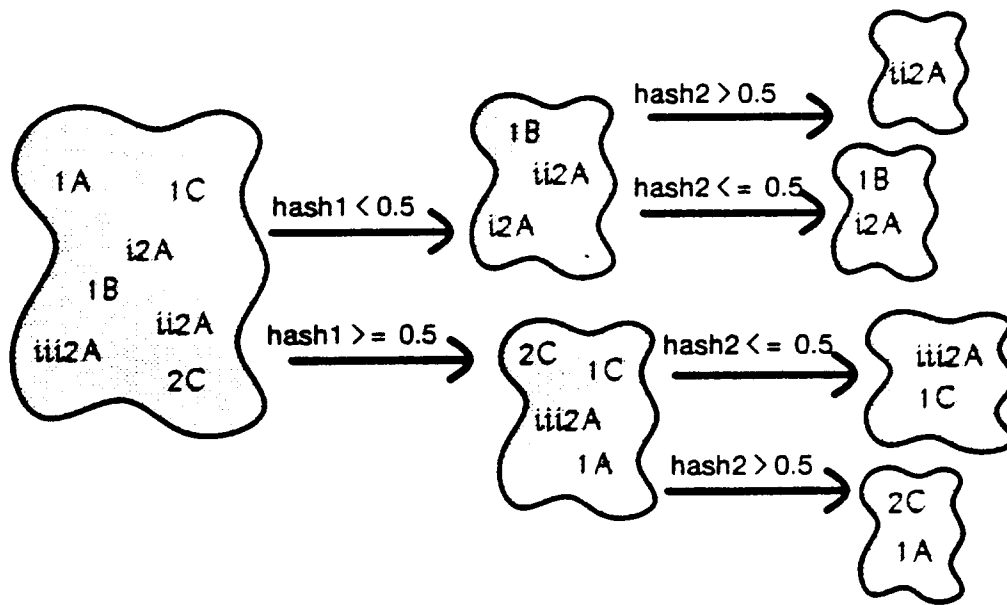 1A
1C
i2A
1B
ii2A
iii2A
2C
hash1 < 0.5
hash1 >= 0.5
1B
ii2A
i2A
hash2 > 0.5
hash2 <= 0.5
ii2A
1B
i2A
2C
1C
iii2A
1A
hash2 <= 0.5
hash2 > 0.5
iii2A
1C
2C
1A